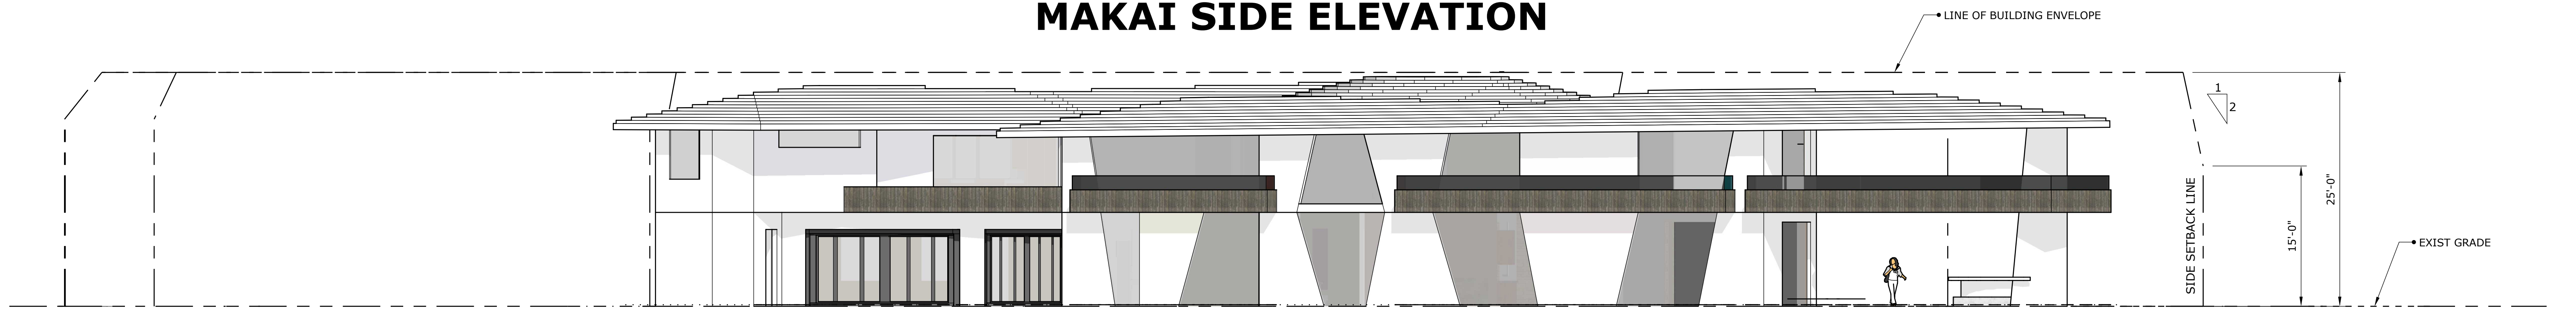 MAKAI SIDE ELEVATION
LINE OF BUILDING ENVELOPE
1
2
SIDE SETBACK LINE
15'-0"
25'-0"
EXIST GRADE